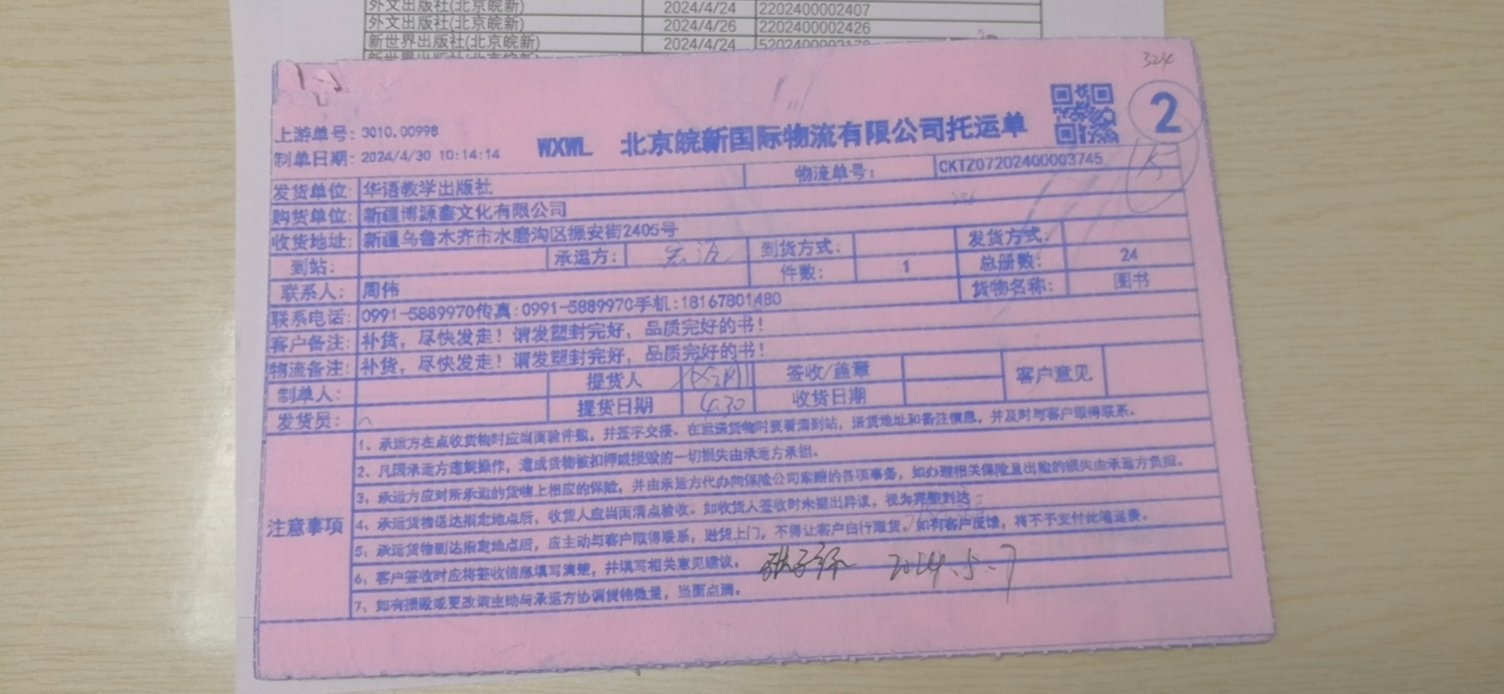 外文出版社(北京皖新) 2024/4/24 2202400002407
外文出版社(北京皖新) 2024/4/26 2202400002426
新世界出版社(北京皖新) 2024/4/24
324
上游单号: 3010.00998
制单日期: 2024/4/30 10:14:14
WXWL 北京皖新国际物流有限公司托运单
2
15
发货单位: 华语教学出版社 物流单号: CKTZ07202400003745
购货单位: 新疆博源鑫文化有限公司
收货地址: 新疆乌鲁木齐市水磨沟区振安街2405号
到站: 承运方: 到货方式: 发货方式:
件数: 1 总册数: 24
联系人: 周伟 货物名称: 图书
联系电话: 0991-5889970传真:0991-5889970手机:18167801480
客户备注: 补货,尽快发走!请发塑封完好,品质完好的书!
物流备注: 补货,尽快发走!请发塑封完好,品质完好的书!
制单人: 提货人 签收/盖章 客户意见
发货员: 提货日期 4.30 收货日期
注意事项
1、承运方在点收货物时应当面验件数,并签字交接。在运送货物时要看清到站,送货地址和备注信息,并及时与客户取得联系。
2、凡因承运方违规操作,造成货物被扣押或损毁的一切损失由承运方承担。
3、承运方应对所承运的货物上相应的保险,并由承运方代办向保险公司索赔的各项事务,如办理相关保险且出险的损失由承运方负担。
4、承运货物送达指定地点后,收货人应当面清点验收。如收货人签收时未提出异议,视为完整到达。
5、承运货物到达指定地点后,应主动与客户取得联系,送货上门,不得让客户自行取货。如有客户反馈,将不予支付此笔运费。
6、客户签收时应将签收信息填写清楚,并填写相关意见建议。
2024.5.7
7、如有损毁或更改请主动与承运方协调货物数量,当面点清。